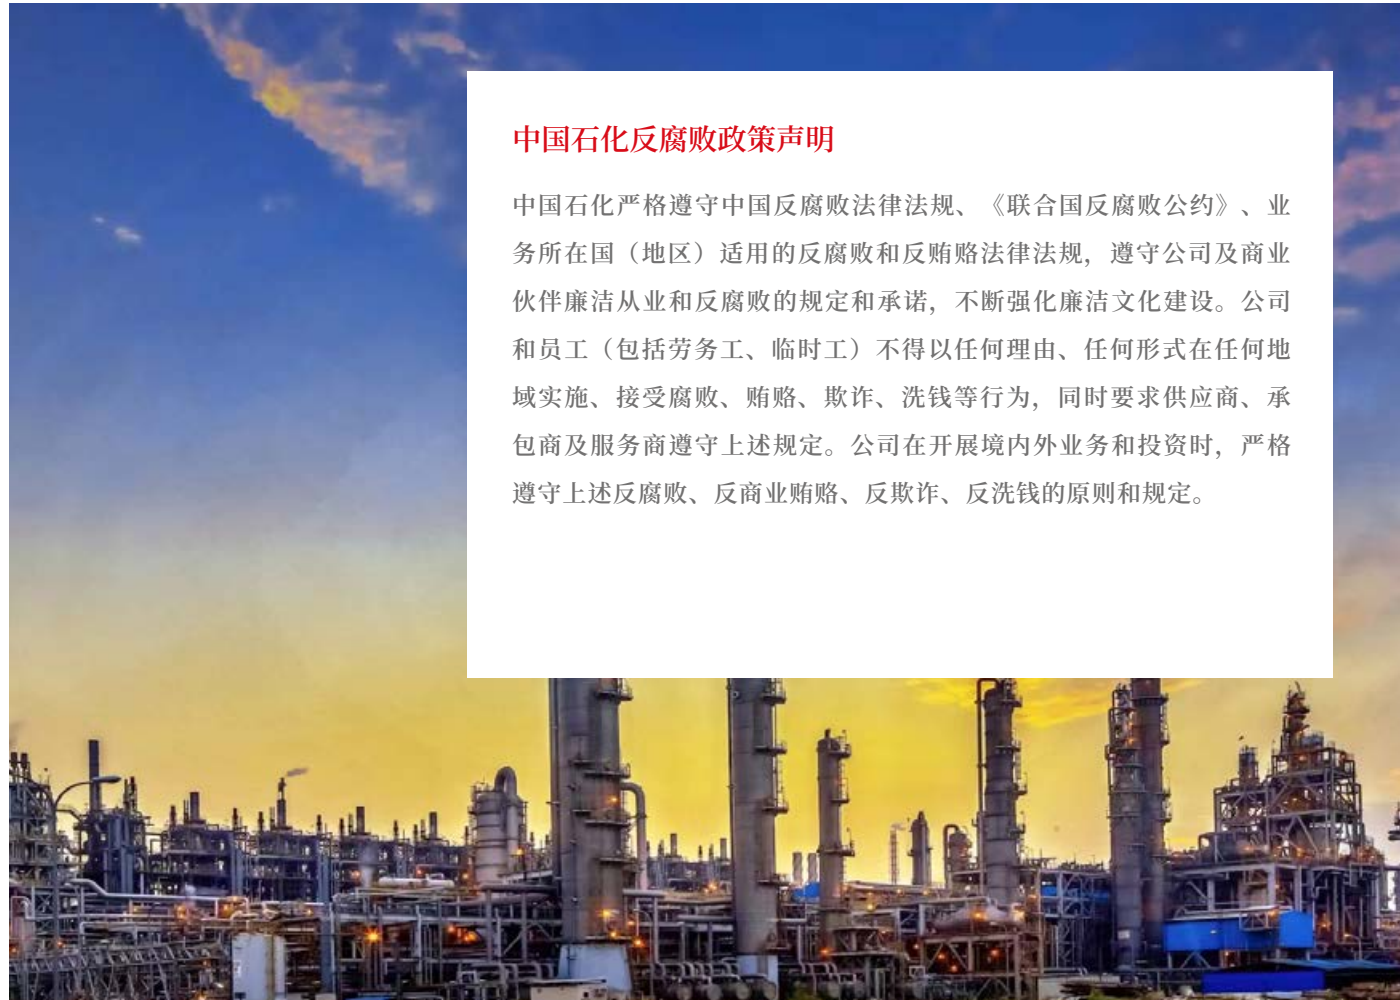 中国石化反腐败政策声明
中国石化严格遵守中国反腐败法律法规、《联合国反腐败公约》、业
务所在国（地区）适用的反腐败和反贿赂法律法规，遵守公司及商业
伙伴廉洁从业和反腐败的规定和承诺，不断强化廉洁文化建设。公司
和员工（包括劳务工、临时工）不得以任何理由、任何形式在任何地
域实施、接受腐败、贿赂、欺诈、洗钱等行为，同时要求供应商、承
包商及服务商遵守上述规定。公司在开展境内外业务和投资时，严格
遵守上述反腐败、反商业贿赂、反欺诈、反洗钱的原则和规定。